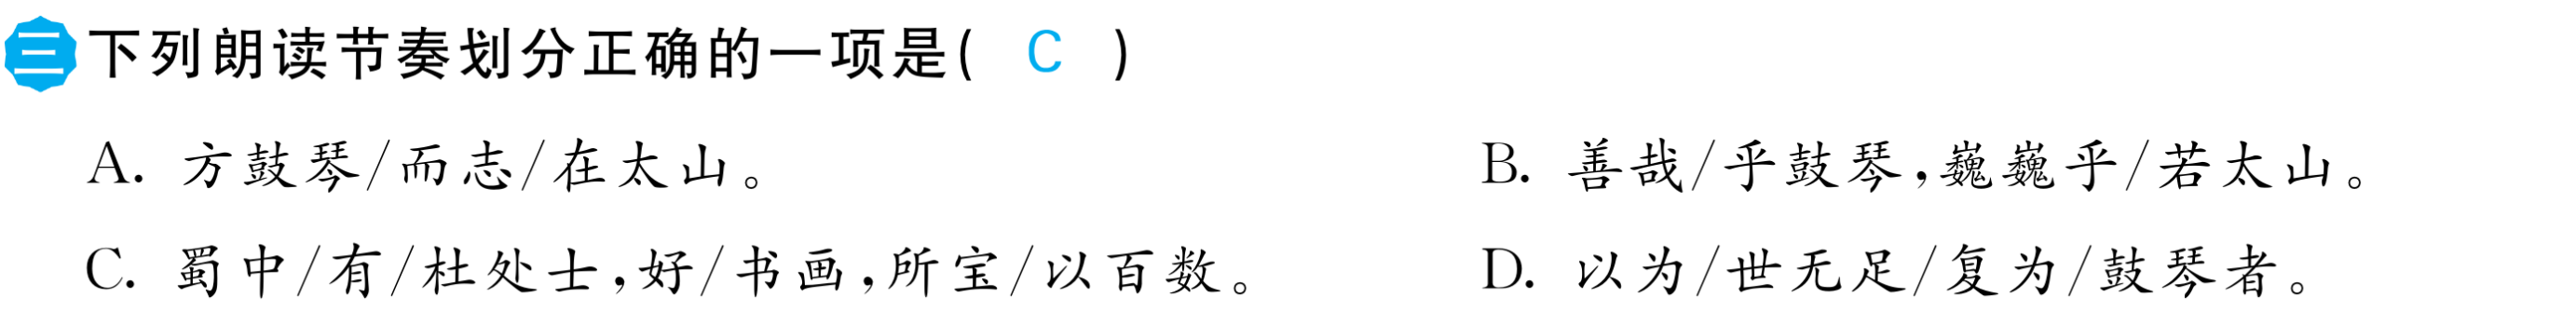 三 下列朗读节奏划分正确的一项是( C )
A. 方鼓琴/而志/在太山。 B. 善哉/乎鼓琴,巍巍乎/若太山。
C. 蜀中/有/杜处士,好/书画,所宝/以百数。 D. 以为/世无足/复为/鼓琴者。